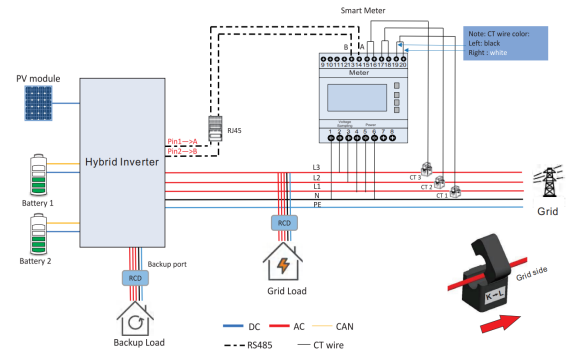 Smart Meter
Note: CT wire color:
Left: black
Right : white
B
A
9 10 11 12 13 14 15 16 17 18 19 20
Meter
PV module
Voltage
Sampling
Power
1 2 3 4 5 6 7 8
RJ45
Pin1—>A
Pin2—>B
Hybrid Inverter
L3
L2
L1
N
PE
CT 3
CT 2
CT 1
Battery 1
Grid
RCD
Battery 2
Backup port
RCD
Grid side
K→L
Grid Load
Backup Load
DC
AC
CAN
RS485
CT wire